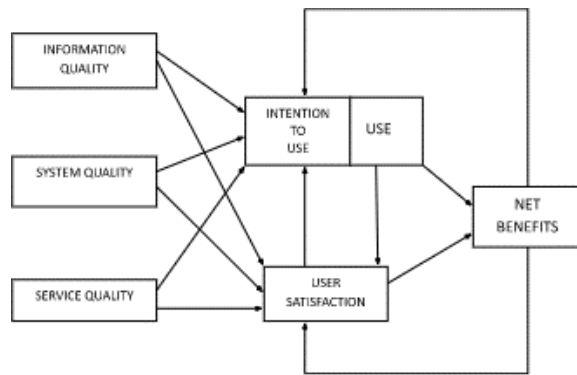 INFORMATION
QUALITY
INTENTION
TO
USE
USE
SYSTEM QUALITY
NET
BENEFITS
SERVICE QUALITY
USER
SATISFACTION